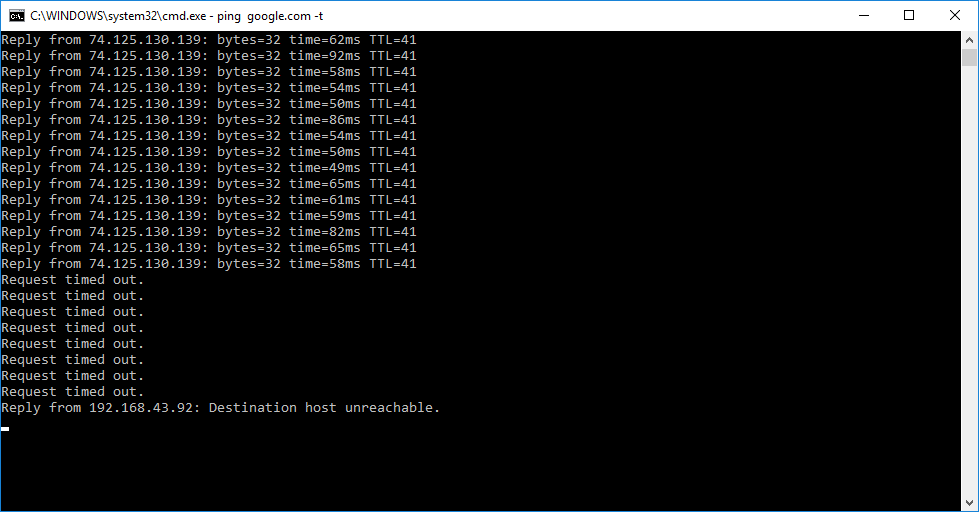 C:\WINDOWS\system32\cmd.exe - ping  google.com -t
Reply from 74.125.130.139: bytes=32 time=62ms TTL=41
Reply from 74.125.130.139: bytes=32 time=92ms TTL=41
Reply from 74.125.130.139: bytes=32 time=58ms TTL=41
Reply from 74.125.130.139: bytes=32 time=54ms TTL=41
Reply from 74.125.130.139: bytes=32 time=50ms TTL=41
Reply from 74.125.130.139: bytes=32 time=86ms TTL=41
Reply from 74.125.130.139: bytes=32 time=54ms TTL=41
Reply from 74.125.130.139: bytes=32 time=50ms TTL=41
Reply from 74.125.130.139: bytes=32 time=49ms TTL=41
Reply from 74.125.130.139: bytes=32 time=65ms TTL=41
Reply from 74.125.130.139: bytes=32 time=61ms TTL=41
Reply from 74.125.130.139: bytes=32 time=59ms TTL=41
Reply from 74.125.130.139: bytes=32 time=82ms TTL=41
Reply from 74.125.130.139: bytes=32 time=65ms TTL=41
Reply from 74.125.130.139: bytes=32 time=58ms TTL=41
Request timed out.
Request timed out.
Request timed out.
Request timed out.
Request timed out.
Request timed out.
Request timed out.
Request timed out.
Reply from 192.168.43.92: Destination host unreachable.